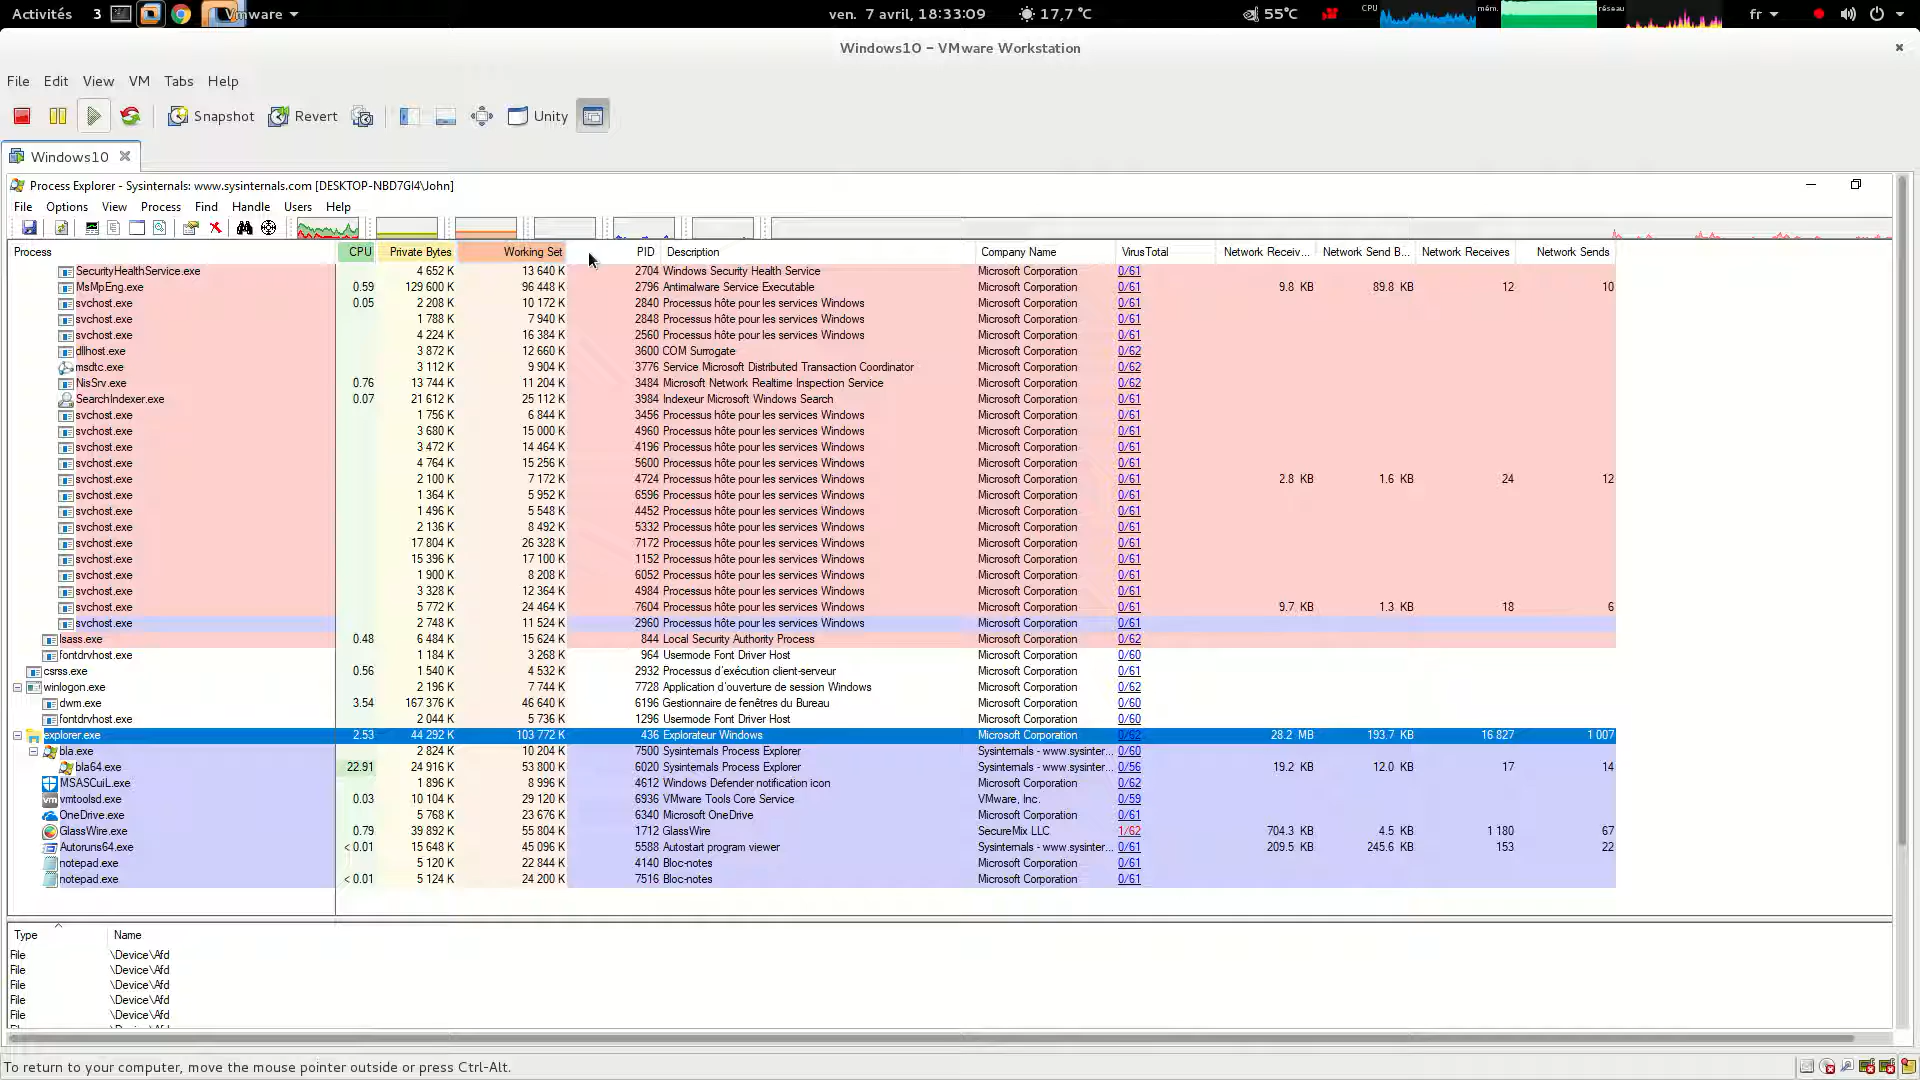 Activités 3 Vmware ven. 7 avril, 18:33:09 17,7 °C 55°C CPU mém. réseau fr
Windows10 – VMware Workstation
File Edit View VM Tabs Help
Snapshot Revert Unity
Windows10
Process Explorer - Sysinternals: www.sysinternals.com [DESKTOP-NBD7GI4\John]
File Options View Process Find Handle Users Help
Process CPU Private Bytes Working Set PID Description Company Name VirusTotal Network Receiv... Network Send B... Network Receives Network Sends
SecurityHealthService.exe 4 652 K 13 640 K 2704 Windows Security Health Service Microsoft Corporation 0/61
MsMpEng.exe 0.59 129 600 K 96 448 K 2796 Antimalware Service Executable Microsoft Corporation 0/61 9.8 KB 89.8 KB 12 10
svchost.exe 0.05 2 208 K 10 172 K 2840 Processus hôte pour les services Windows Microsoft Corporation 0/61
svchost.exe 1 788 K 7 940 K 2848 Processus hôte pour les services Windows Microsoft Corporation 0/61
svchost.exe 4 224 K 16 384 K 2560 Processus hôte pour les services Windows Microsoft Corporation 0/61
dllhost.exe 3 872 K 12 660 K 3600 COM Surrogate Microsoft Corporation 0/62
msdtc.exe 3 112 K 9 904 K 3776 Service Microsoft Distributed Transaction Coordinator Microsoft Corporation 0/62
NisSrv.exe 0.76 13 744 K 11 204 K 3484 Microsoft Network Realtime Inspection Service Microsoft Corporation 0/62
SearchIndexer.exe 0.07 21 612 K 25 112 K 3984 Indexeur Microsoft Windows Search Microsoft Corporation 0/61
svchost.exe 1 756 K 6 844 K 3456 Processus hôte pour les services Windows Microsoft Corporation 0/61
svchost.exe 3 680 K 15 000 K 4960 Processus hôte pour les services Windows Microsoft Corporation 0/61
svchost.exe 3 472 K 14 464 K 4196 Processus hôte pour les services Windows Microsoft Corporation 0/61
svchost.exe 4 764 K 15 256 K 5600 Processus hôte pour les services Windows Microsoft Corporation 0/61
svchost.exe 2 100 K 7 172 K 4724 Processus hôte pour les services Windows Microsoft Corporation 0/61 2.8 KB 1.6 KB 24 12
svchost.exe 1 364 K 5 952 K 6596 Processus hôte pour les services Windows Microsoft Corporation 0/61
svchost.exe 1 496 K 5 548 K 4452 Processus hôte pour les services Windows Microsoft Corporation 0/61
svchost.exe 2 136 K 8 492 K 5332 Processus hôte pour les services Windows Microsoft Corporation 0/61
svchost.exe 17 804 K 26 328 K 7172 Processus hôte pour les services Windows Microsoft Corporation 0/61
svchost.exe 15 396 K 17 100 K 1152 Processus hôte pour les services Windows Microsoft Corporation 0/61
svchost.exe 1 900 K 8 208 K 6052 Processus hôte pour les services Windows Microsoft Corporation 0/61
svchost.exe 3 328 K 12 364 K 4984 Processus hôte pour les services Windows Microsoft Corporation 0/61
svchost.exe 5 772 K 24 464 K 7604 Processus hôte pour les services Windows Microsoft Corporation 0/61 9.7 KB 1.3 KB 18 6
svchost.exe 2 748 K 11 524 K 2960 Processus hôte pour les services Windows Microsoft Corporation 0/61
lsass.exe 0.48 6 484 K 15 624 K 844 Local Security Authority Process Microsoft Corporation 0/62
fontdrvhost.exe 1 184 K 3 268 K 964 Usermode Font Driver Host Microsoft Corporation 0/60
csrss.exe 0.56 1 540 K 4 532 K 2932 Processus d'exécution client-serveur Microsoft Corporation 0/61
winlogon.exe 2 196 K 7 744 K 7728 Application d'ouverture de session Windows Microsoft Corporation 0/62
dwm.exe 3.54 167 376 K 46 640 K 6196 Gestionnaire de fenêtres du Bureau Microsoft Corporation 0/60
fontdrvhost.exe 2 044 K 5 736 K 1296 Usermode Font Driver Host Microsoft Corporation 0/60
explorer.exe 2.53 44 292 K 103 772 K 436 Explorateur Windows Microsoft Corporation 0/62 28.2 MB 193.7 KB 16 827 1 007
bla.exe 2 824 K 10 204 K 7500 Sysinternals Process Explorer Sysinternals - www.sysinter... 0/60
bla64.exe 22.91 24 916 K 53 800 K 6020 Sysinternals Process Explorer Sysinternals - www.sysinter... 0/56 19.2 KB 12.0 KB 17 14
MSASCuiL.exe 1 896 K 8 996 K 4612 Windows Defender notification icon Microsoft Corporation 0/62
vmtoolsd.exe 0.03 10 104 K 29 120 K 6936 VMware Tools Core Service VMware, Inc. 0/59
OneDrive.exe 5 768 K 23 676 K 6340 Microsoft OneDrive Microsoft Corporation 0/61
GlassWire.exe 0.79 39 892 K 55 804 K 1712 GlassWire SecureMix LLC 1/62 704.3 KB 4.5 KB 1 180 67
Autoruns64.exe < 0.01 15 648 K 45 096 K 5588 Autostart program viewer Sysinternals - www.sysinter... 0/61 209.5 KB 245.6 KB 153 22
notepad.exe 5 120 K 22 844 K 4140 Bloc-notes Microsoft Corporation 0/61
notepad.exe < 0.01 5 124 K 24 200 K 7516 Bloc-notes Microsoft Corporation 0/61
Type Name
File \Device\Afd
File \Device\Afd
File \Device\Afd
File \Device\Afd
File \Device\Afd
To return to your computer, move the mouse pointer outside or press Ctrl-Alt.